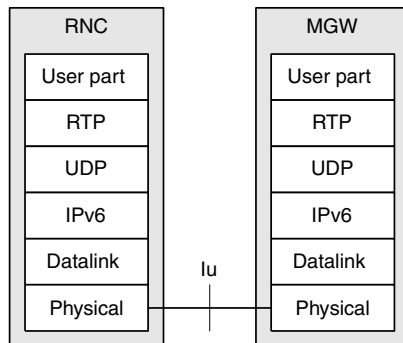 RNC
User part
RTP
UDP
IPv6
Datalink
Physical
Iu
MGW
User part
RTP
UDP
IPv6
Datalink
Physical